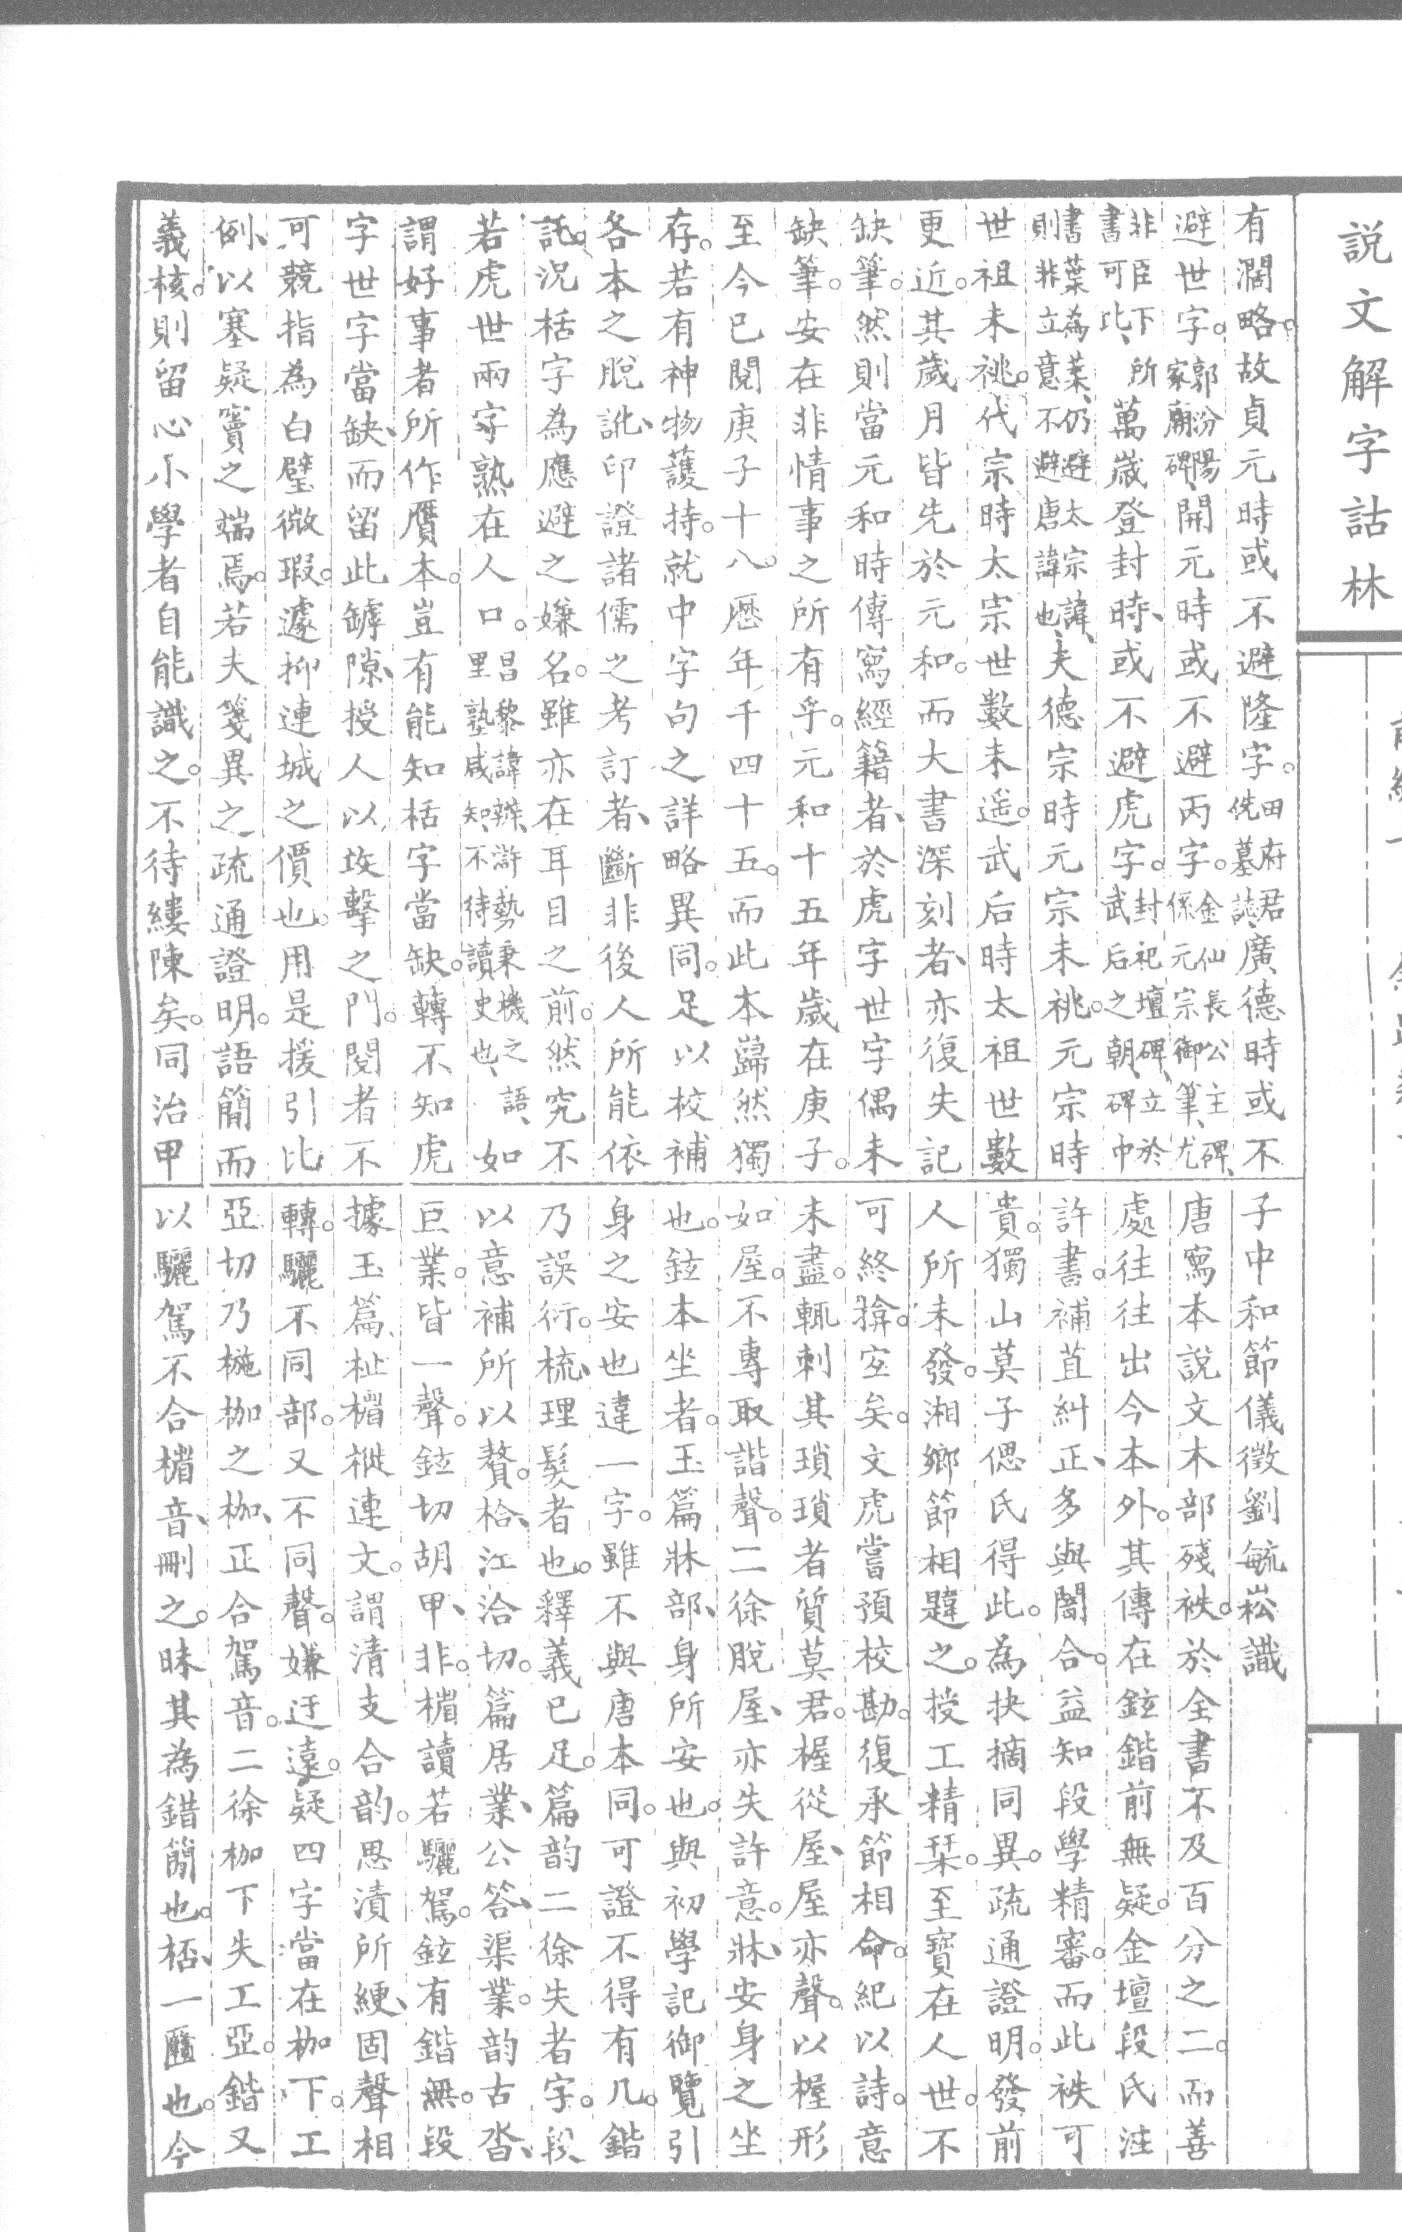 說文解字詁林
有濶略。故貞元時或不避隆字。田府君侁墓誌、廣德時或不
避世字。郭汾陽家廟碑、開元時或不避丙字。金仙長公主碑、係元宗御筆、尤
非臣下所書可比、萬歲登封時、或不避虎字。封祀壇碑、立於武后之朝、碑中
書葉為𦯧、仍避太宗諱、則非立意不避唐諱也、夫德宗時元宗未祧。元宗時
世祖未祧。代宗時太宗世數未遥。武后時太祖世數
更近。其歲月皆先於元和。而大書深刻者、亦復失記
缺筆。然則當元和時傳寫經籍者、於虎字世字偶未
缺筆。安在非情事之所有乎。元和十五年歲在庚子。
至今已閱庚子十八。歷年千四十五。而此本巋然獨
存。若有神物護持。就中字句之詳略異同。足以校補
各本之脫訛、印證諸儒之考訂者、斷非後人所能依
託。況栝字為應避之嫌名。雖亦在耳目之前。然究不
若虎世兩字熟在人口。昌黎諱辨、滸勢秉機之語、里塾咸知、不待讀史也、如
謂好事者所作贋本。豈有能知栝字當缺。轉不知虎
字世字當缺、而留此罅隙、授人以攻擊之門。閱者不
可競指為白璧微瑕。遽抑連城之價也。用是援引比
例、以塞疑竇之端焉。若夫箋異之疏通證明。語簡而
義核。則留心小學者自能識之。不待縷陳矣。同治甲
子中和節儀徵劉毓崧識
唐寫本說文木部殘袟。於全書不及百分之二。而善
處往往出今本外。其傳在鉉鍇前無疑。金壇段氏注
許書。補苴糾正、多與闇合。益知段學精審。而此袟可
貴。獨山莫子偲氏得此。為抉摘同異。疏通證明。發前
人所未發。湘鄉節相韙之。授工精栞。至寶在人世。不
可終揜。㝎矣。文虎嘗預校勘。復承節相命。紀以詩。意
未盡。輒刺其瑣瑣者質莫君。楃從屋、屋亦聲。以楃形
如屋。不專取諧聲。二徐脫屋、亦失許意。牀、安身之坐
也。鉉本坐者。玉篇牀部、身所安也。與初學記御覽引
身之安也違一字。雖不與唐本同。可證不得有几。鍇
乃誤衍。梳、理髮者也。釋義已足。篇韵二徐失者字。段
以意補所以贅。枱、江洽切。篇居業、公答、渠業。韵古沓、
巨業。皆一聲。鉉切胡甲、非。楈讀若驪駕。鉉有鍇無。段
據玉篇杫楈褷連文。謂清支合韵。思漬所綆、固聲相
轉。驪不同部。又不同聲。嫌迂遠。疑四字當在枷下。工
亞切乃椸枷之枷、正合駕音。二徐枷下失工亞。鍇又
以驪駕不合楈音、刪之。昧其為錯簡也。桮、一匼也。今